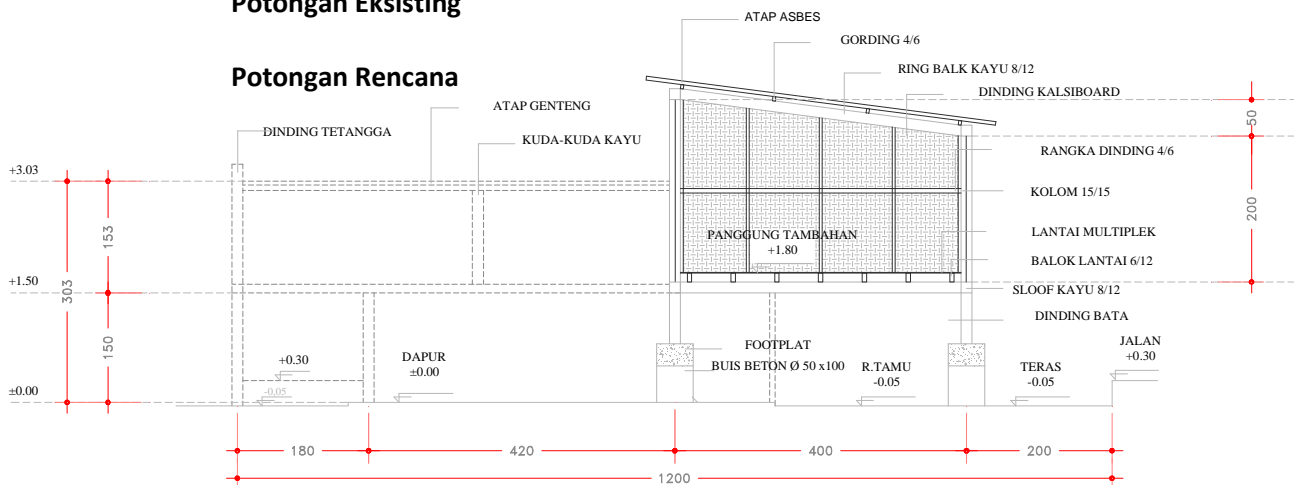 Potongan Eksisting
Potongan Rencana
ATAP ASBES
GORDING 4/6
RING BALK KAYU 8/12
DINDING KALSIBOARD
ATAP GENTENG
DINDING TETANGGA
KUDA-KUDA KAYU
50
RANGKA DINDING 4/6
+3.03
KOLOM 15/15
200
153
PANGGUNG TAMBAHAN
+1.80
LANTAI MULTIPLEK
BALOK LANTAI 6/12
+1.50
303
SLOOF KAYU 8/12
DINDING BATA
150
FOOTPLAT
BUIS BETON Ø 50 x100
+0.30
DAPUR
±0.00
R.TAMU
-0.05
TERAS
-0.05
JALAN
+0.30
±0.00
-0.05
180
420
400
200
1200